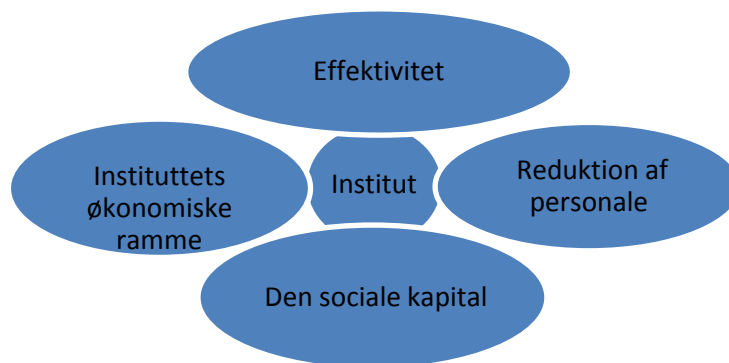 Effektivitet
Instituttets
økonomiske
ramme
Institut
Reduktion af
personale
Den sociale kapital